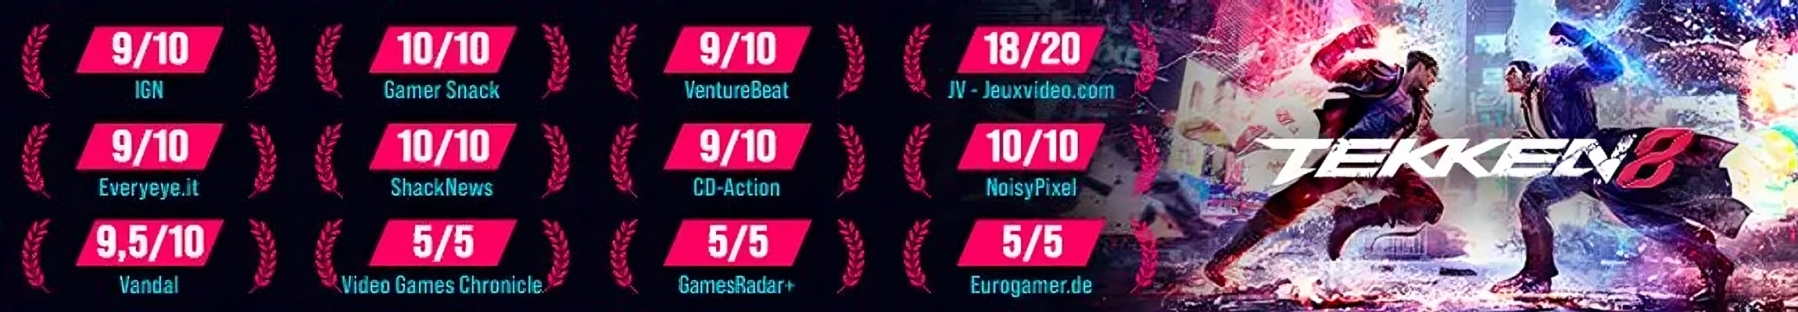 9/10
IGN
10/10
Gamer Snack
9/10
VentureBeat
18/20
JV - Jeuxvideo.com
9/10
Everyeye.it
10/10
ShackNews
9/10
CD-Action
10/10
NoisyPixel
9,5/10
Vandal
5/5
Video Games Chronicle
5/5
GamesRadar+
5/5
Eurogamer.de
TEKKEN 8